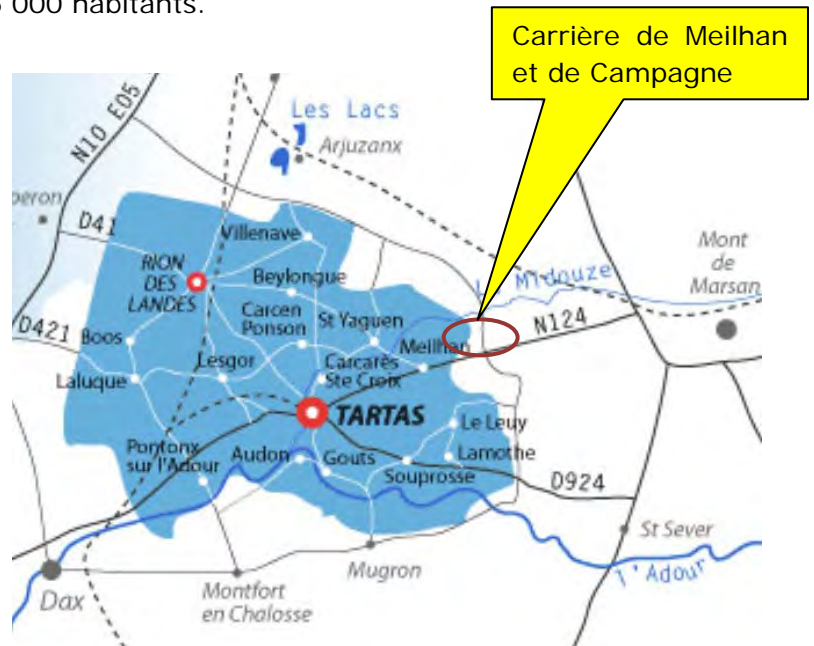 000 habitants.
Carrière de Meilhan
et de Campagne
N10 E05
Les Lacs
Arjuzanx
D41
Villenave
Mont
de
Marsan
RION
DES
LANDES
Beylongue
Midouze
Carcen
Ponson
St Yaguen
N124
D421
Boos
Meilhan
Lesgor
Carcarès
Ste Croix
Laluque
TARTAS
Le Leuy
Pontonx
sur l'Adour
Audon
Gouts
Lamothe
Souprosse
D924
St Sever
Mugron
l'Adour
Dax
Montfort
en Chalosse